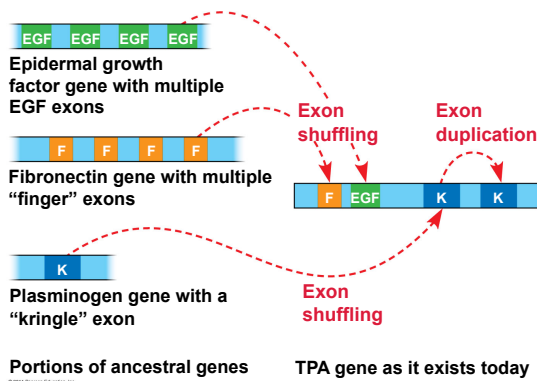 EGF EGF EGF EGF
Epidermal growth
factor gene with multiple
EGF exons
F F F F
Fibronectin gene with multiple
“finger” exons
K
Plasminogen gene with a
“kringle” exon
Portions of ancestral genes
Exon
shuffling
Exon
duplication
F EGF K K
Exon
shuffling
TPA gene as it exists today